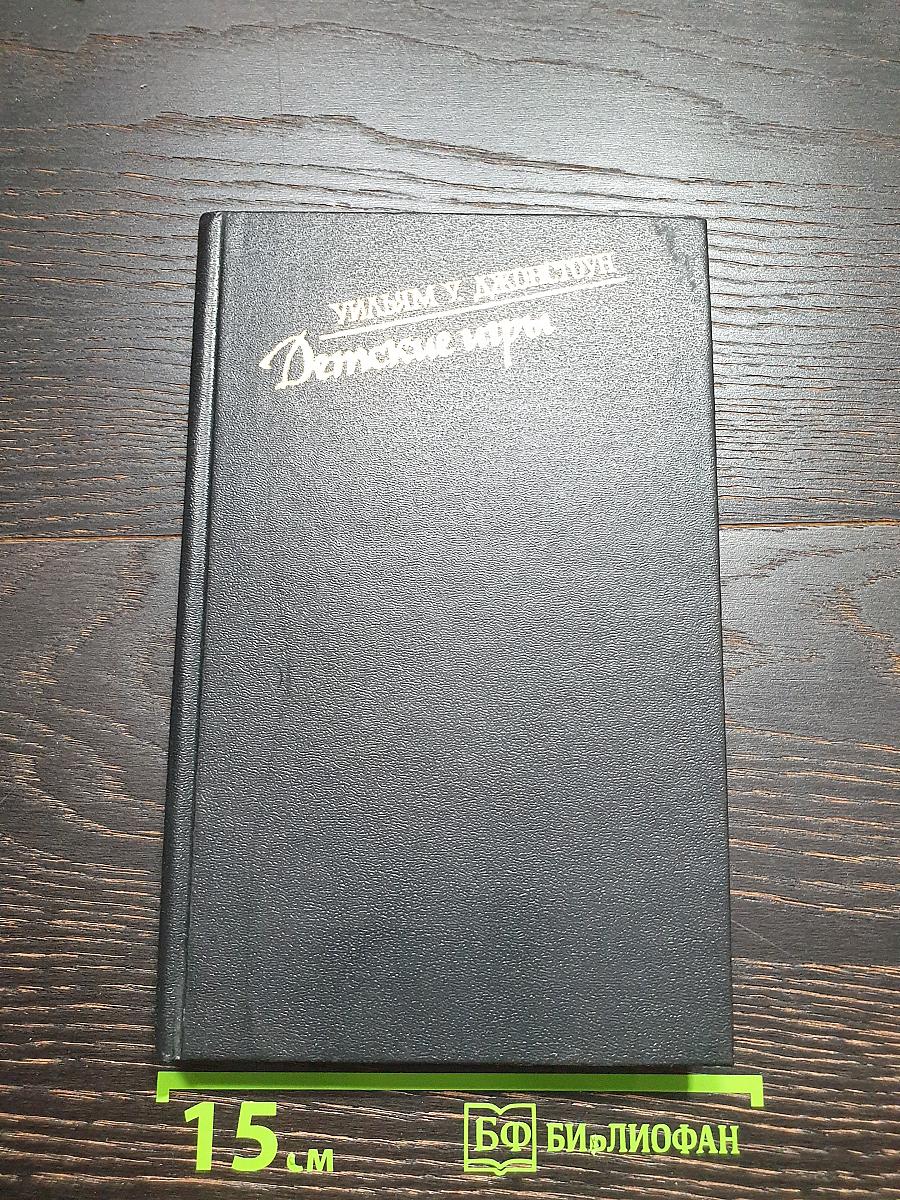 УИЛЬЯМ У. ДЖОНСТОУН
Детские игры
15 см
БФ БИБЛИОФАН